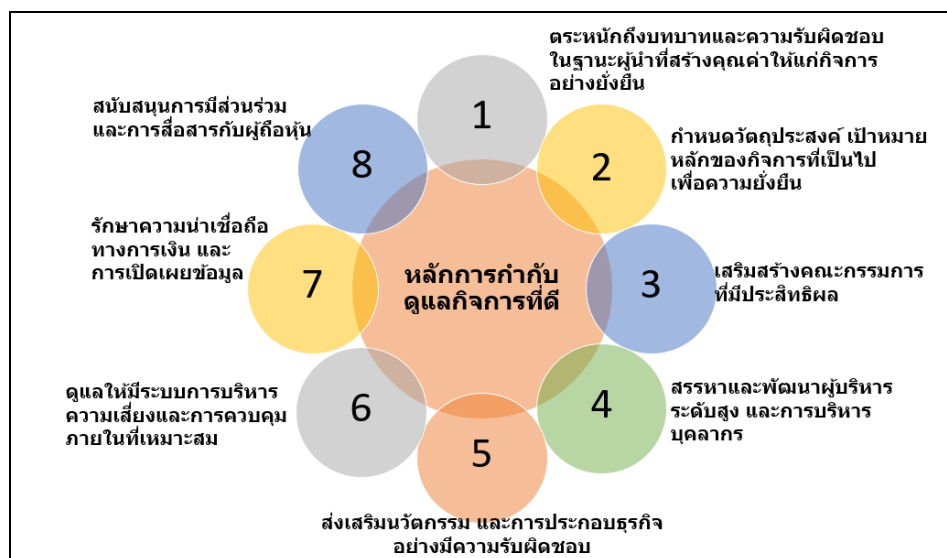 ตระหนักถึงบทบาทและความรับผิดชอบ
ในฐานะผู้นำที่สร้างคุณค่าให้แก่กิจการ
อย่างยั่งยืน
1
กำหนดวัตถุประสงค์ เป้าหมาย
หลักของกิจการที่เป็นไป
เพื่อความยั่งยืน
2
เสริมสร้างคณะกรรมการ
ที่มีประสิทธิผล
3
สรรหาและพัฒนาผู้บริหาร
ระดับสูง และการบริหาร
บุคลากร
4
5
ส่งเสริมนวัตกรรม และการประกอบธุรกิจ
อย่างมีความรับผิดชอบ
ดูแลให้มีระบบการบริหาร
ความเสี่ยงและการควบคุม
ภายในที่เหมาะสม
6
รักษาความน่าเชื่อถือ
ทางการเงิน และ
การเปิดเผยข้อมูล
7
สนับสนุนการมีส่วนร่วม
และการสื่อสารกับผู้ถือหุ้น
8
หลักการกำกับ
ดูแลกิจการที่ดี